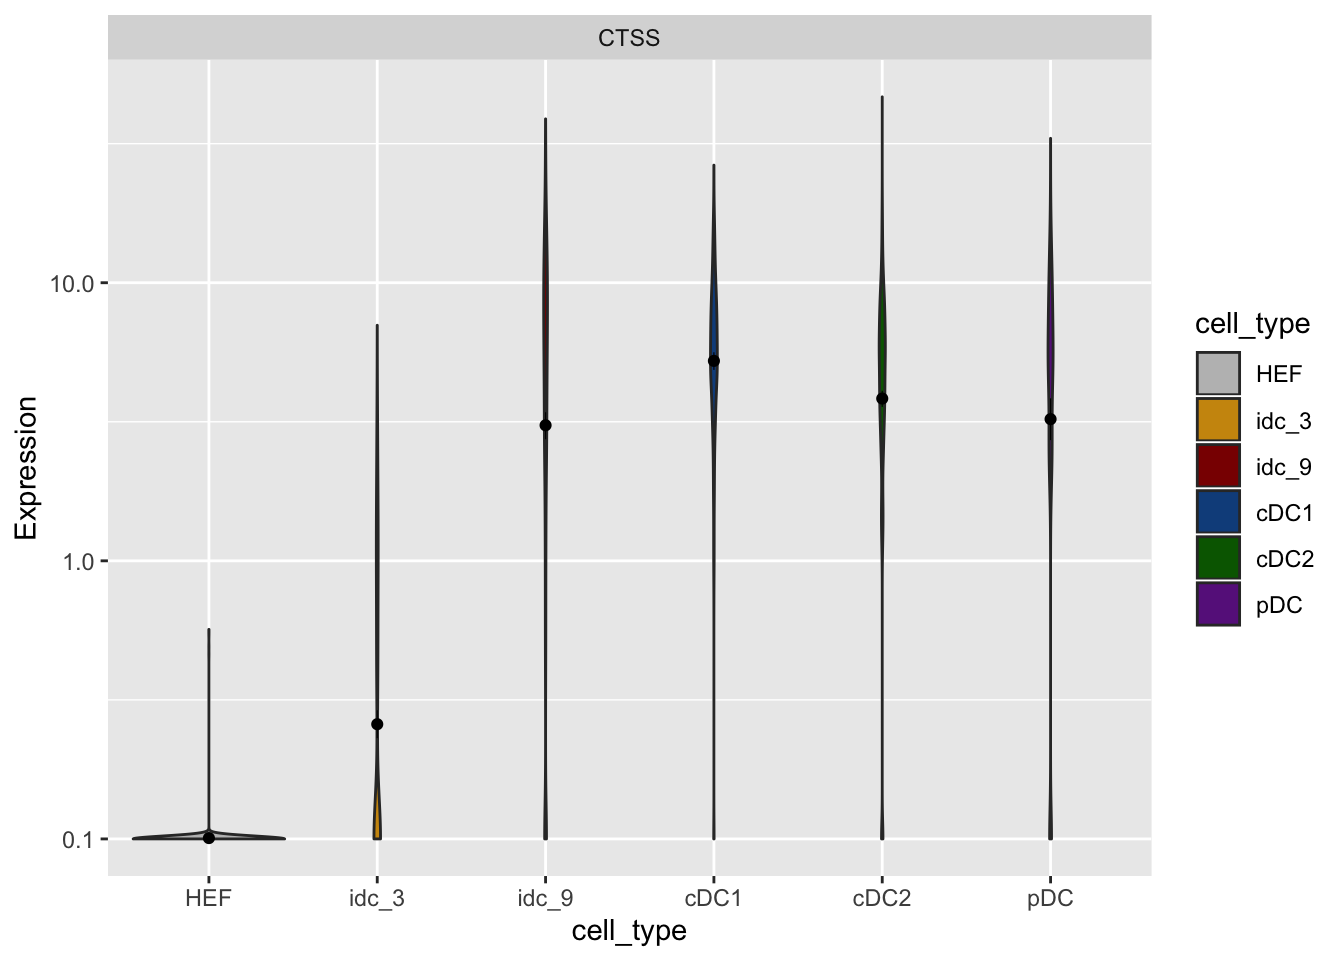 CTSS
Expression
10.0
1.0
0.1
HEF idc_3 idc_9 cDC1 cDC2 pDC
cell_type
cell_type
HEF
idc_3
idc_9
cDC1
cDC2
pDC